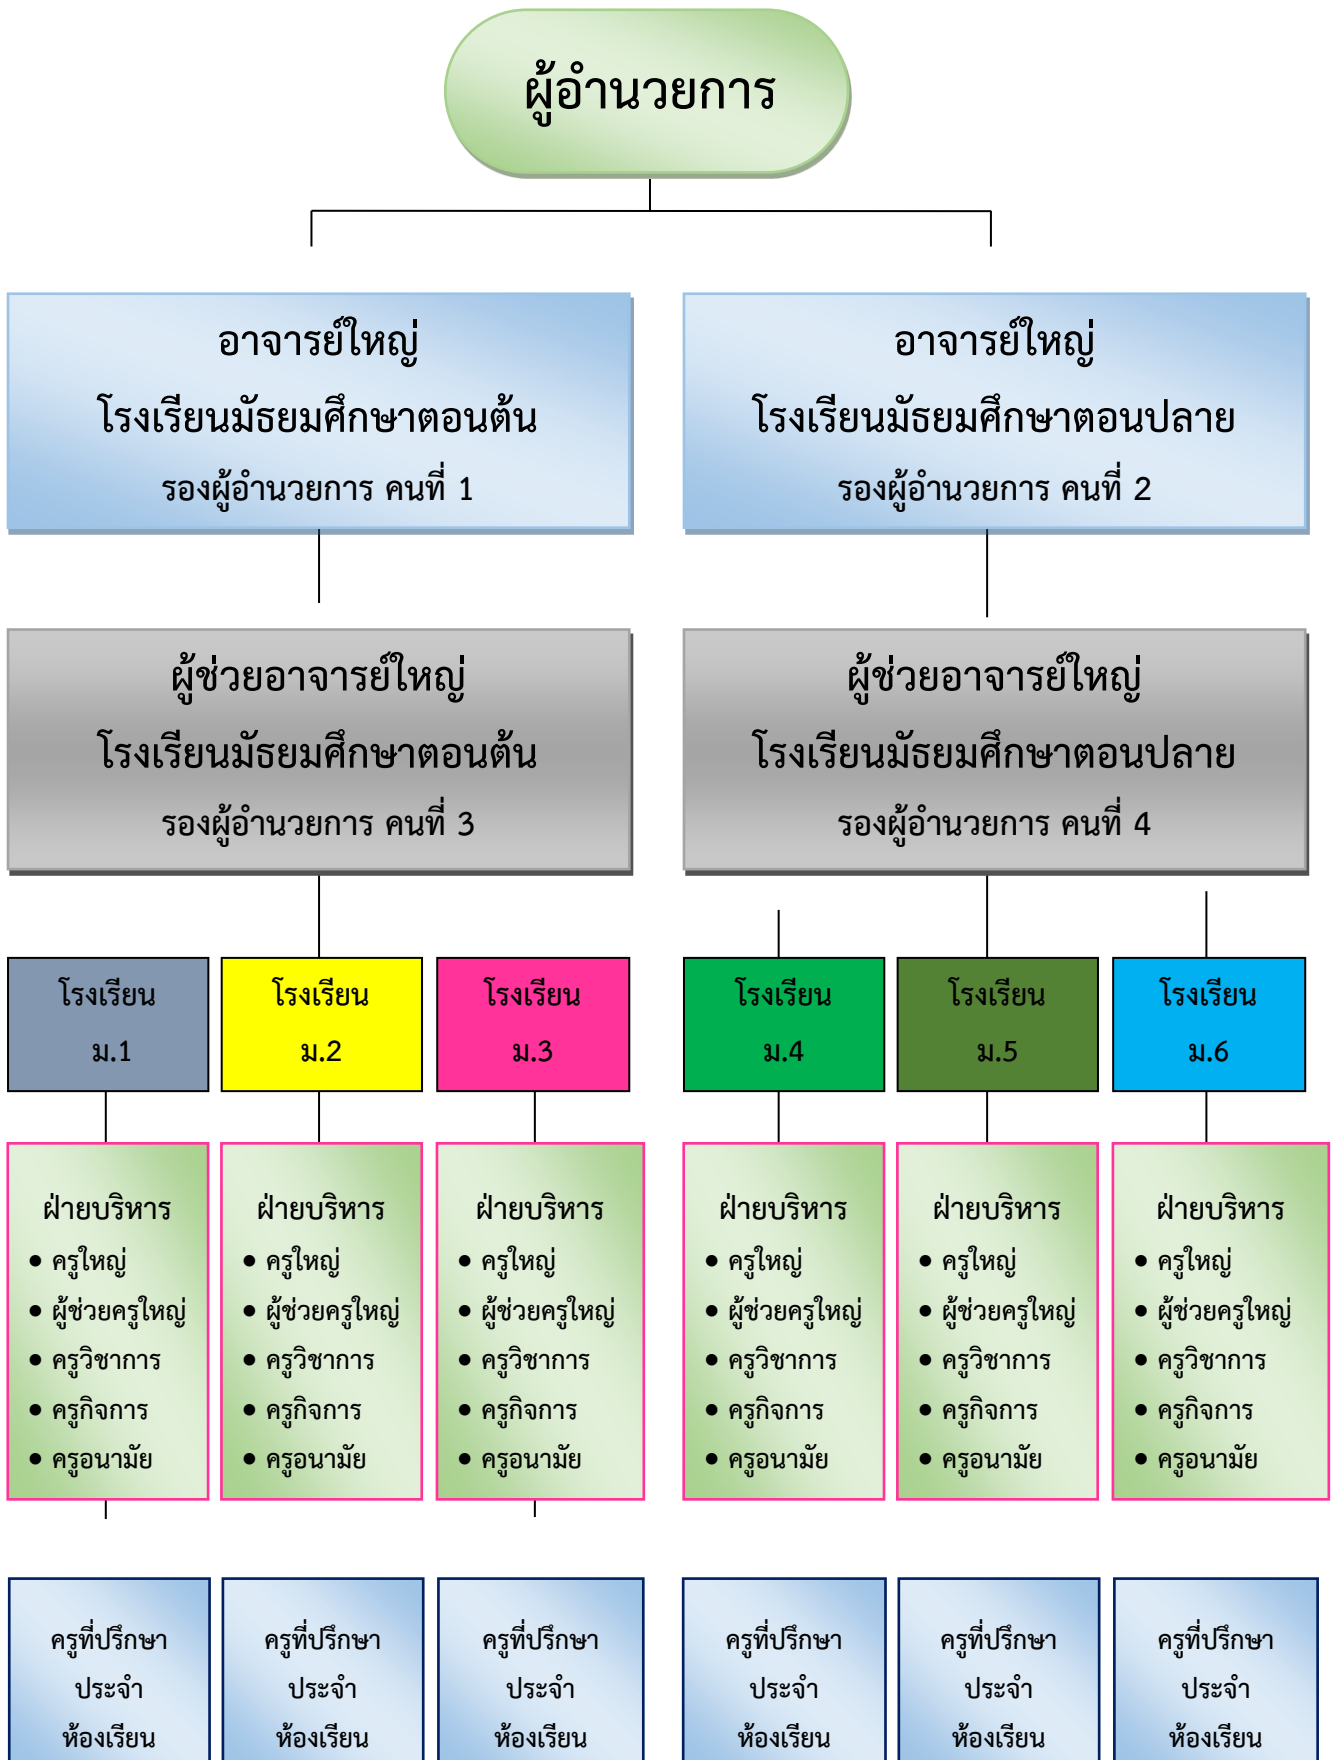 ผู้อำนวยการ
อาจารย์ใหญ่
โรงเรียนมัธยมศึกษาตอนต้น
รองผู้อำนวยการ คนที่ 1
อาจารย์ใหญ่
โรงเรียนมัธยมศึกษาตอนปลาย
รองผู้อำนวยการ คนที่ 2
ผู้ช่วยอาจารย์ใหญ่
โรงเรียนมัธยมศึกษาตอนต้น
รองผู้อำนวยการ คนที่ 3
ผู้ช่วยอาจารย์ใหญ่
โรงเรียนมัธยมศึกษาตอนปลาย
รองผู้อำนวยการ คนที่ 4
โรงเรียน
ม.1
โรงเรียน
ม.2
โรงเรียน
ม.3
โรงเรียน
ม.4
โรงเรียน
ม.5
โรงเรียน
ม.6
ฝ่ายบริหาร
• ครูใหญ่
• ผู้ช่วยครูใหญ่
• ครูวิชาการ
• ครูกิจการ
• ครูอนามัย
ฝ่ายบริหาร
• ครูใหญ่
• ผู้ช่วยครูใหญ่
• ครูวิชาการ
• ครูกิจการ
• ครูอนามัย
ฝ่ายบริหาร
• ครูใหญ่
• ผู้ช่วยครูใหญ่
• ครูวิชาการ
• ครูกิจการ
• ครูอนามัย
ฝ่ายบริหาร
• ครูใหญ่
• ผู้ช่วยครูใหญ่
• ครูวิชาการ
• ครูกิจการ
• ครูอนามัย
ฝ่ายบริหาร
• ครูใหญ่
• ผู้ช่วยครูใหญ่
• ครูวิชาการ
• ครูกิจการ
• ครูอนามัย
ฝ่ายบริหาร
• ครูใหญ่
• ผู้ช่วยครูใหญ่
• ครูวิชาการ
• ครูกิจการ
• ครูอนามัย
ครูที่ปรึกษา
ประจำ
ห้องเรียน
ครูที่ปรึกษา
ประจำ
ห้องเรียน
ครูที่ปรึกษา
ประจำ
ห้องเรียน
ครูที่ปรึกษา
ประจำ
ห้องเรียน
ครูที่ปรึกษา
ประจำ
ห้องเรียน
ครูที่ปรึกษา
ประจำ
ห้องเรียน